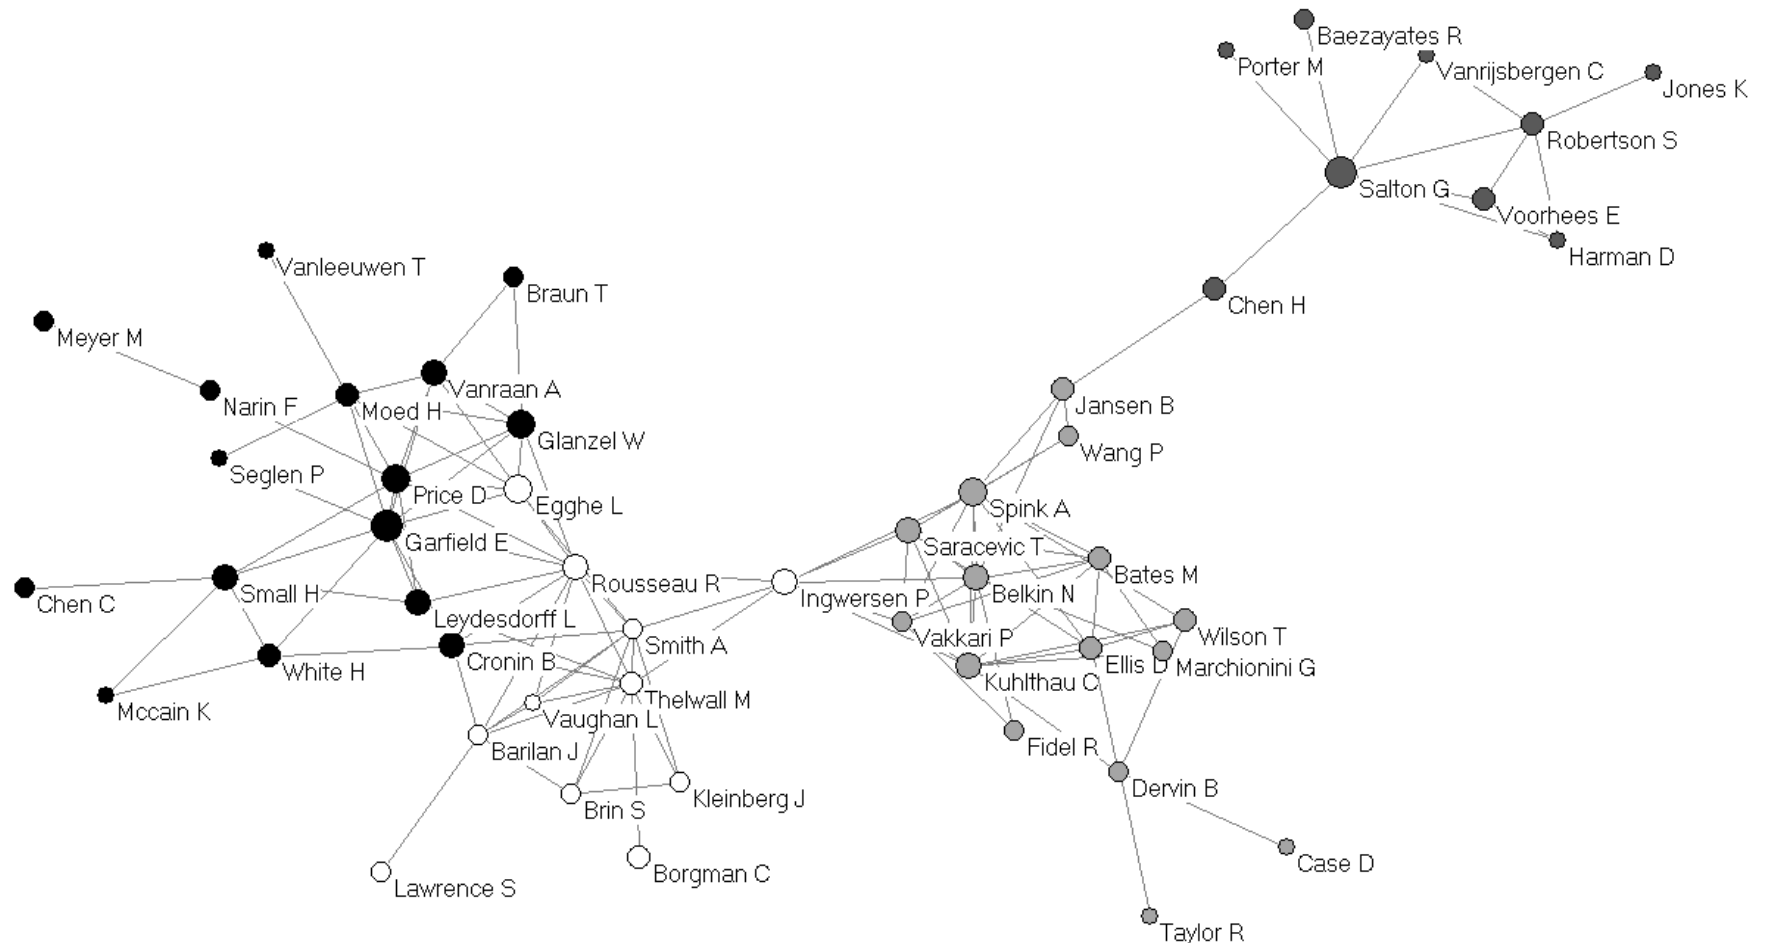 Baezayates R
Porter M
Vanrijsbergen C
Jones K
Robertson S
Salton G
Voorhees E
Harman D
Vanleeuwen T
Braun T
Chen H
Meyer M
Vanraan A
Narin F
Moed H
Jansen B
Glanzel W
Wang P
Seglen P
Price D
Egghe L
Spink A
Garfield E
Saracevic T
Rousseau R
Bates M
Chen C
Small H
Ingwersen P
Belkin N
Leydesdorff L
Smith A
Vakkari P
Wilson T
White H
Cronin B
Ellis D
Marchionini G
Kuhlthau C
Mccain K
Thelwall M
Vaughan L
Barilan J
Fidel R
Dervin B
Kleinberg J
Brin S
Case D
Borgman C
Lawrence S
Taylor R